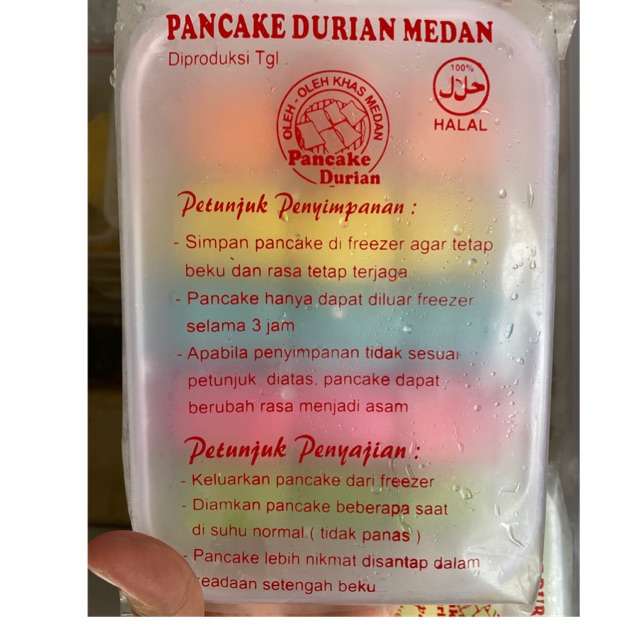 PANCAKE DURIAN MEDAN
Diproduksi Tgl
100%
حلال
HALAL
OLEH - OLEH KHAS MEDAN
Pancake
Durian
Petunjuk Penyimpanan :
- Simpan pancake di freezer agar tetap
beku dan rasa tetap terjaga
- Pancake hanya dapat diluar freezer
selama 3 jam
- Apabila penyimpanan tidak sesuai
petunjuk diatas, pancake dapat
berubah rasa menjadi asam
Petunjuk Penyajian :
- Keluarkan pancake dari freezer
- Diamkan pancake beberapa saat
di suhu normal ( tidak panas )
- Pancake lebih nikmat disantap dalam
keadaan setengah beku